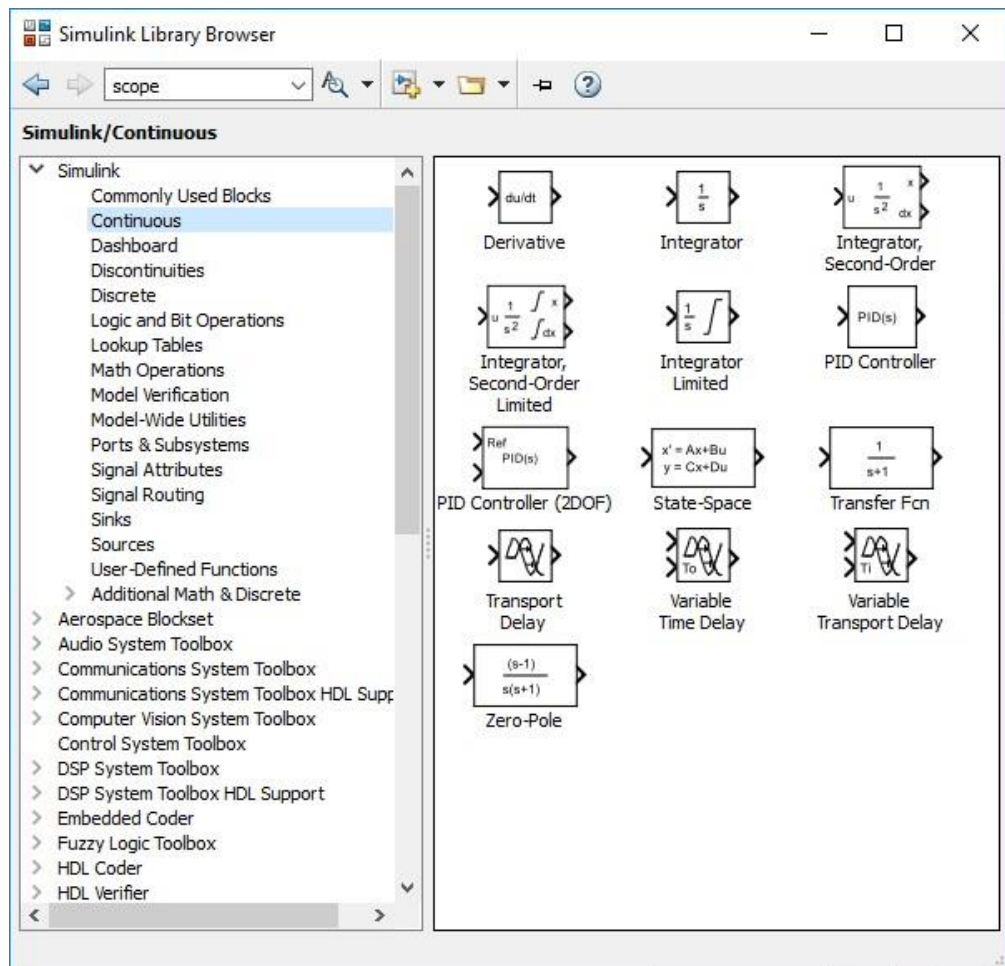 Simulink Library Browser
scope
Simulink/Continuous
Simulink
Commonly Used Blocks
Continuous
Dashboard
Discontinuities
Discrete
Logic and Bit Operations
Lookup Tables
Math Operations
Model Verification
Model-Wide Utilities
Ports & Subsystems
Signal Attributes
Signal Routing
Sinks
Sources
User-Defined Functions
Additional Math & Discrete
Aerospace Blockset
Audio System Toolbox
Communications System Toolbox
Communications System Toolbox HDL Supp
Computer Vision System Toolbox
Control System Toolbox
DSP System Toolbox
DSP System Toolbox HDL Support
Embedded Coder
Fuzzy Logic Toolbox
HDL Coder
HDL Verifier
du/dt
Derivative
1
s
Integrator
u 1 x
s² dx
Integrator,
Second-Order
u 1 ∫ x
s² ∫ dx
Integrator,
Second-Order
Limited
1 ∫
s
Integrator
Limited
PID(s)
PID Controller
Ref
PID(s)
PID Controller (2DOF)
x' = Ax+Bu
y = Cx+Du
State-Space
1
s+1
Transfer Fcn
Transport
Delay
To
Variable
Time Delay
Ti
Variable
Transport Delay
(s-1)
s(s+1)
Zero-Pole